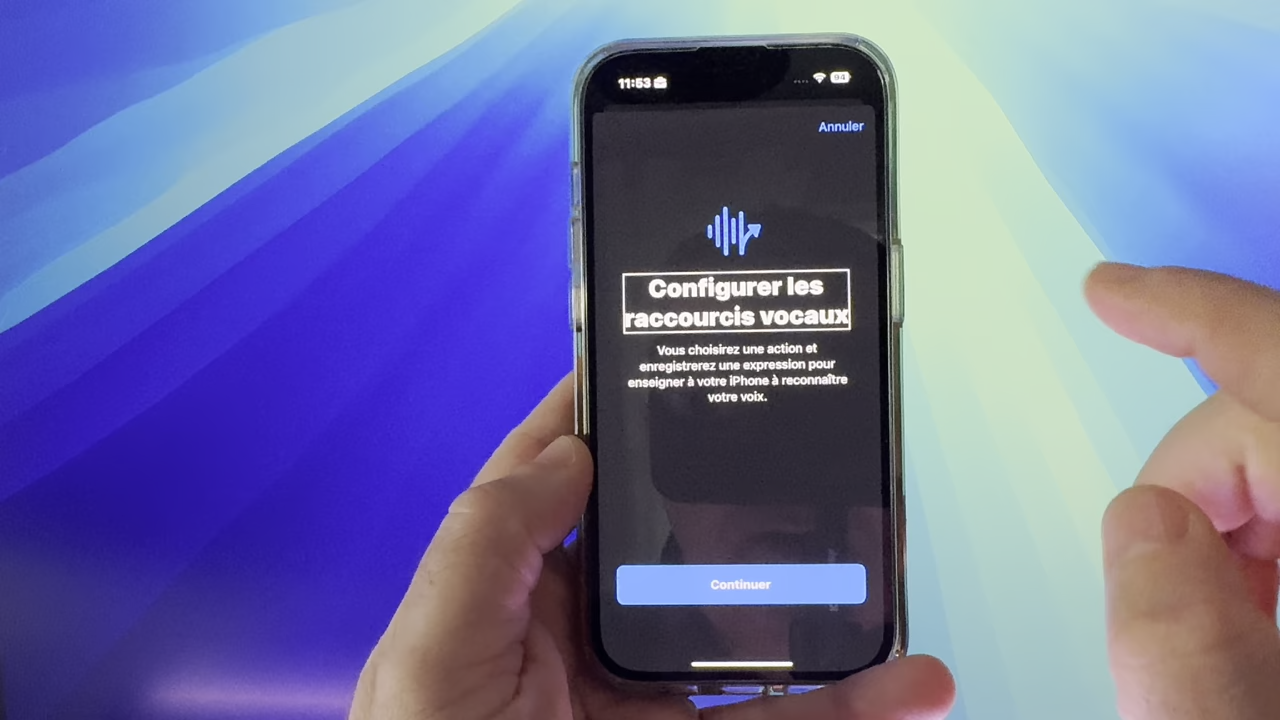 11:53
94
Annuler
Configurer les
raccourcis vocaux
Vous choisirez une action et
enregistrerez une expression pour
enseigner à votre iPhone à reconnaître
votre voix.
Continuer